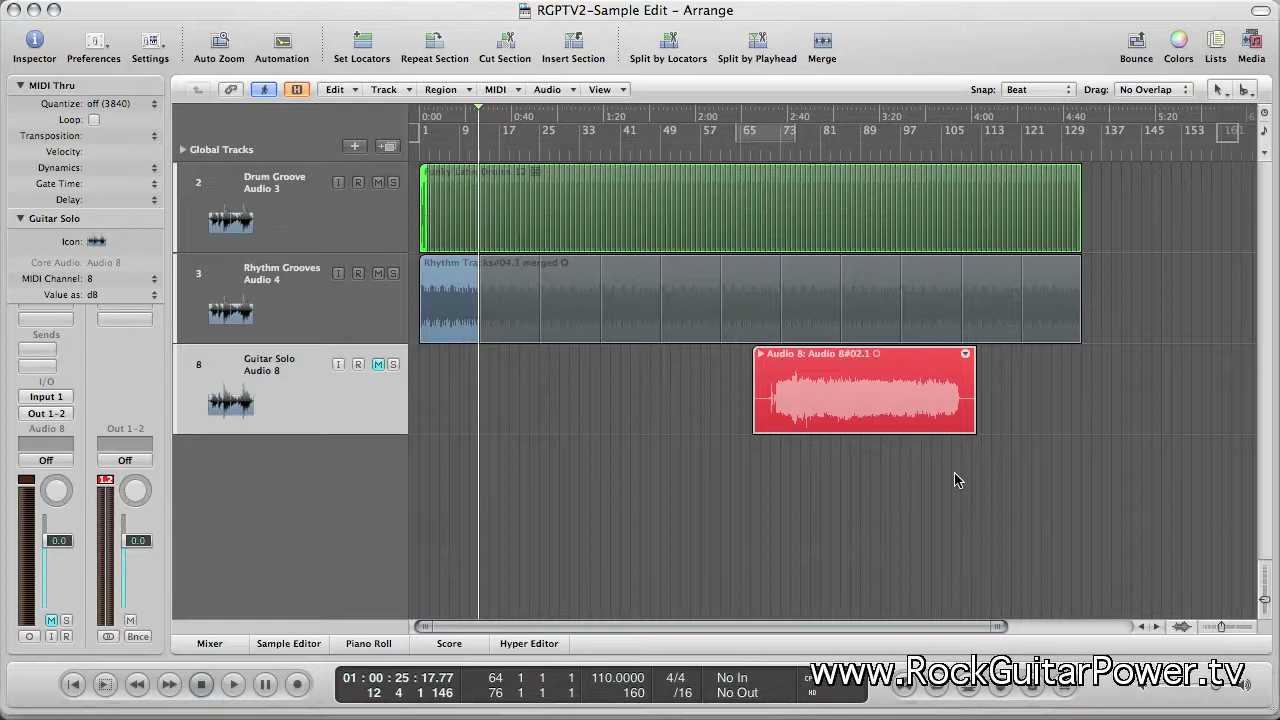 RGPTV2-Sample Edit - Arrange
Inspector Preferences Settings Auto Zoom Automation Set Locators Repeat Section Cut Section Insert Section Split by Locators Split by Playhead Merge Bounce Colors Lists Media
MIDI Thru
Edit Track Region MIDI Audio View Snap: Beat Drag: No Overlap
Quantize: off (3840)
Loop:
Transposition:
Velocity:
Dynamics:
Gate Time:
Delay:
Guitar Solo
Icon:
Core Audio: Audio 8
MIDI Channel: 8
Value as: dB
Sends
I/O
Input 1
Out 1-2
Audio 8 Out 1-2
Off Off
1.2
0.0 0.0
M S M
I R Bnce
0:00 0:40 1:20 2:00 2:40 3:20 4:00 4:40 5:20
1 9 17 25 33 41 49 57 65 73 81 89 97 105 113 121 129 137 145 153 161
Global Tracks
2 Drum Groove I R M S
Audio 3
Funky Latin Drums 12
3 Rhythm Grooves I R M S
Audio 4
Rhythm Tracks#04.3 merged
8 Guitar Solo I R M S
Audio 8
Audio 8: Audio 8#02.1
Mixer Sample Editor Piano Roll Score Hyper Editor
01 : 00 : 25 : 17.77 64 1 1 1 110.0000 4/4 No In
12 4 1 146 76 1 1 1 160 /16 No Out HD
www.RockGuitarPower.tv